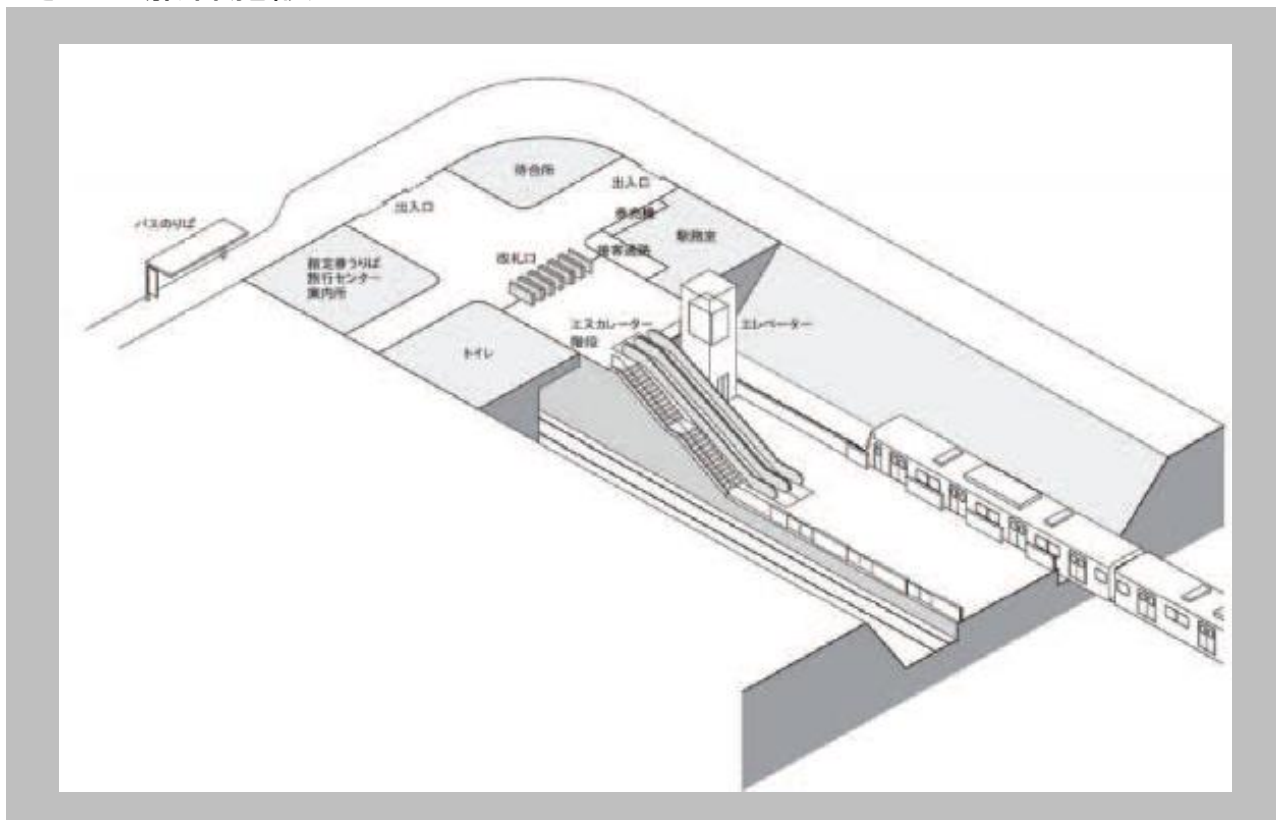 待合所
出入口
出入口
券売機
バスのりば
駅務室
改札口
指定券うりば
旅行センター
案内所
エスカレーター
階段
エレベーター
トイレ